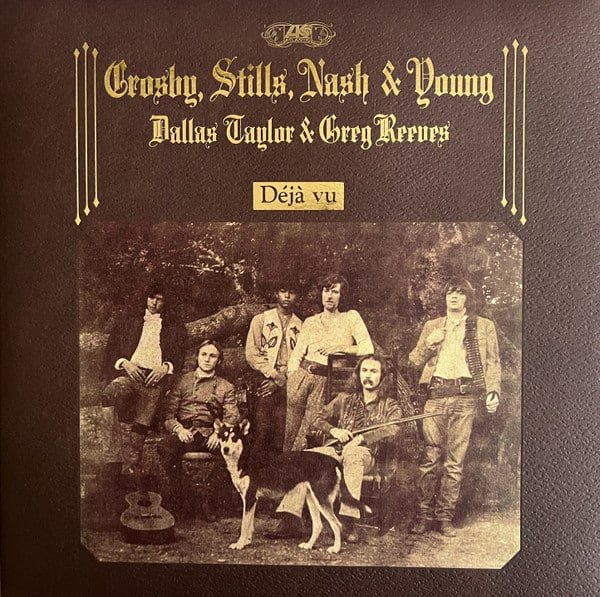 Crosby, Stills, Nash & Young
Dallas Taylor & Greg Reeves
Déjà vu